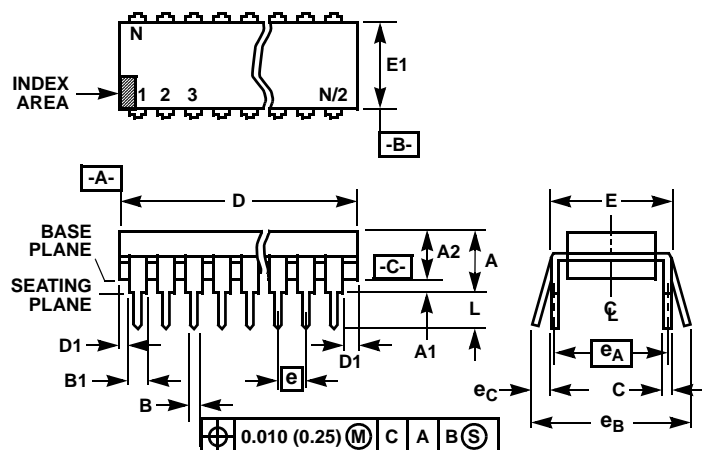 N
INDEX
AREA
1 2 3 N/2
E1
-B-
-A-
D
E
BASE
PLANE
SEATING
PLANE
A2
A
-C-
L
A1
D1
B1
B
e
D1
C
L
eA
eC
C
eB
⌖ 0.010 (0.25) Ⓜ C A B Ⓢ